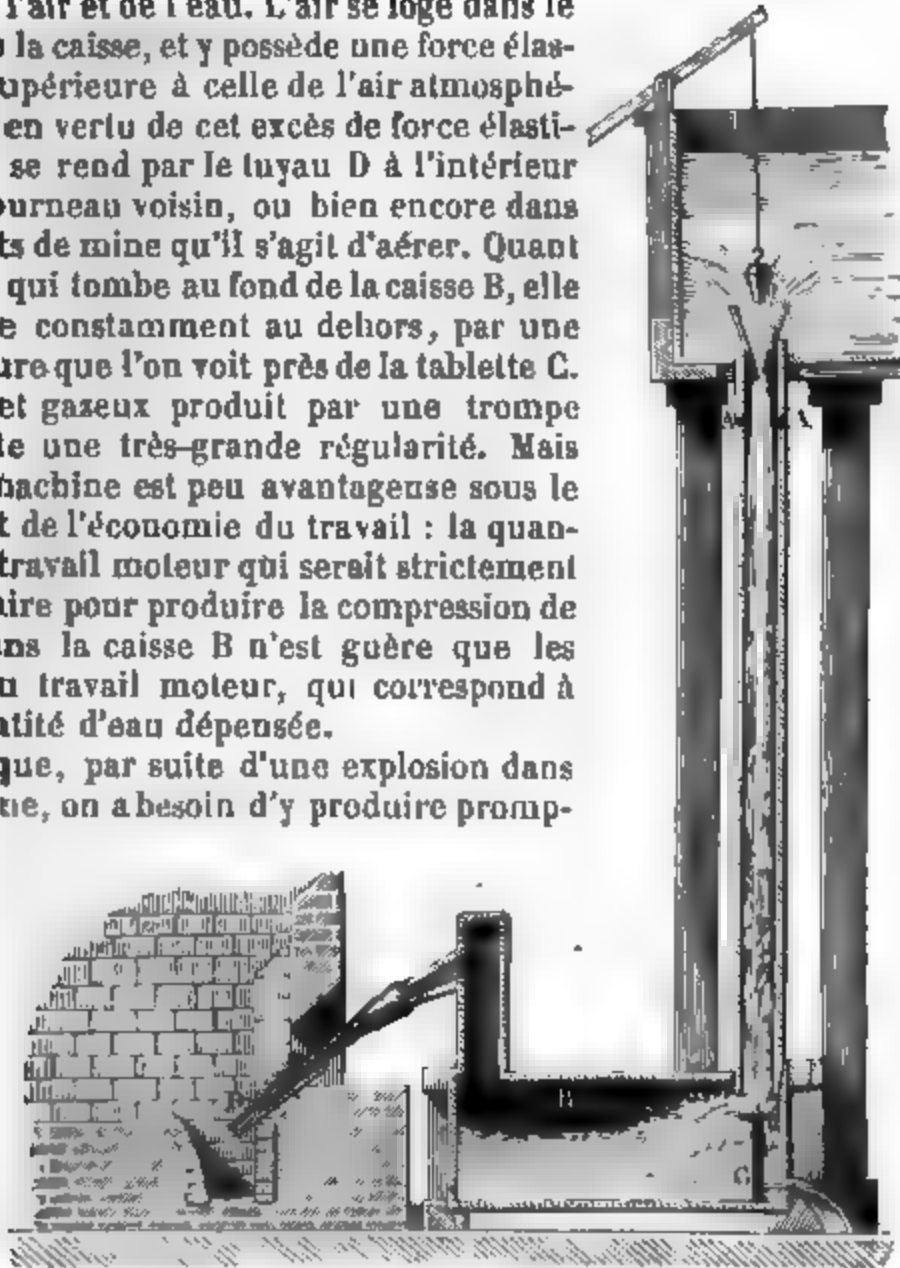 l'air et de l'eau. L'air se loge dans le
la caisse, et y possède une force élas-
upérieure à celle de l'air atmosphé-
en vertu de cet excès de force élasti-
se rend par le tuyau D à l'intérieur
ourneau voisin, ou bien encore dans
ts de mine qu'il s'agit d'aérer. Quant
qui tombe au fond de la caisse B, elle
e constamment au dehors, par une
ure que l'on voit près de la tablette C.
et gazeux produit par une trompe
de une très-grande régularité. Mais
machine est peu avantageuse sous le
t de l'économie du travail : la quan-
travail moteur qui serait strictement
aire pour produire la compression de
ns la caisse B n'est guère que les
u travail moteur, qui correspond à
ntité d'eau dépensée.
que, par suite d'une explosion dans
ne, on a besoin d'y produire promp-
A
B
C